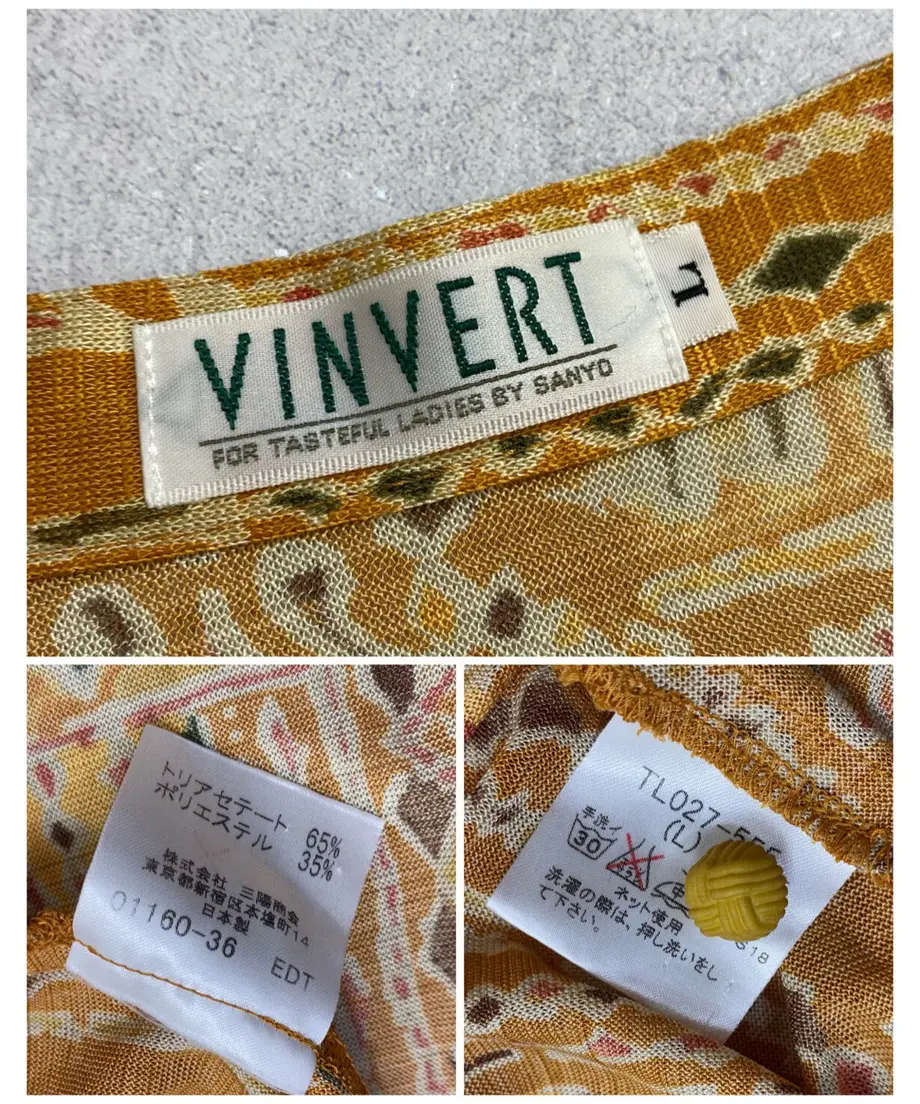 VINVERT
FOR TASTEFUL LADIES BY SANYO
L
トリアセテート 65%
ポリエステル 35%
株式会社 三陽商会
東京都新宿区本塩町14
日本製
01160-36
EDT
TL027-
(L)
手洗イ
30
ネット使用
洗濯の際は、押し洗いをし
て下さい。